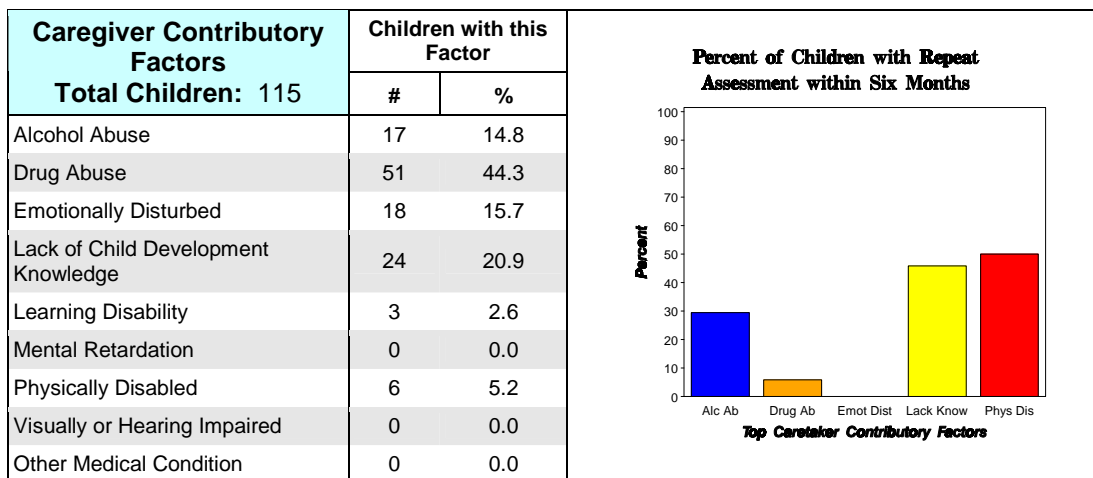 Caregiver Contributory
Factors
Total Children: 115
Children with this
Factor
# %
Alcohol Abuse 17 14.8
Drug Abuse 51 44.3
Emotionally Disturbed 18 15.7
Lack of Child Development
Knowledge 24 20.9
Learning Disability 3 2.6
Mental Retardation 0 0.0
Physically Disabled 6 5.2
Visually or Hearing Impaired 0 0.0
Other Medical Condition 0 0.0
Percent of Children with Repeat
Assessment within Six Months
Percent
100
90
80
70
60
50
40
30
20
10
0
Alc Ab Drug Ab Emot Dist Lack Know Phys Dis
Top Caretaker Contributory Factors